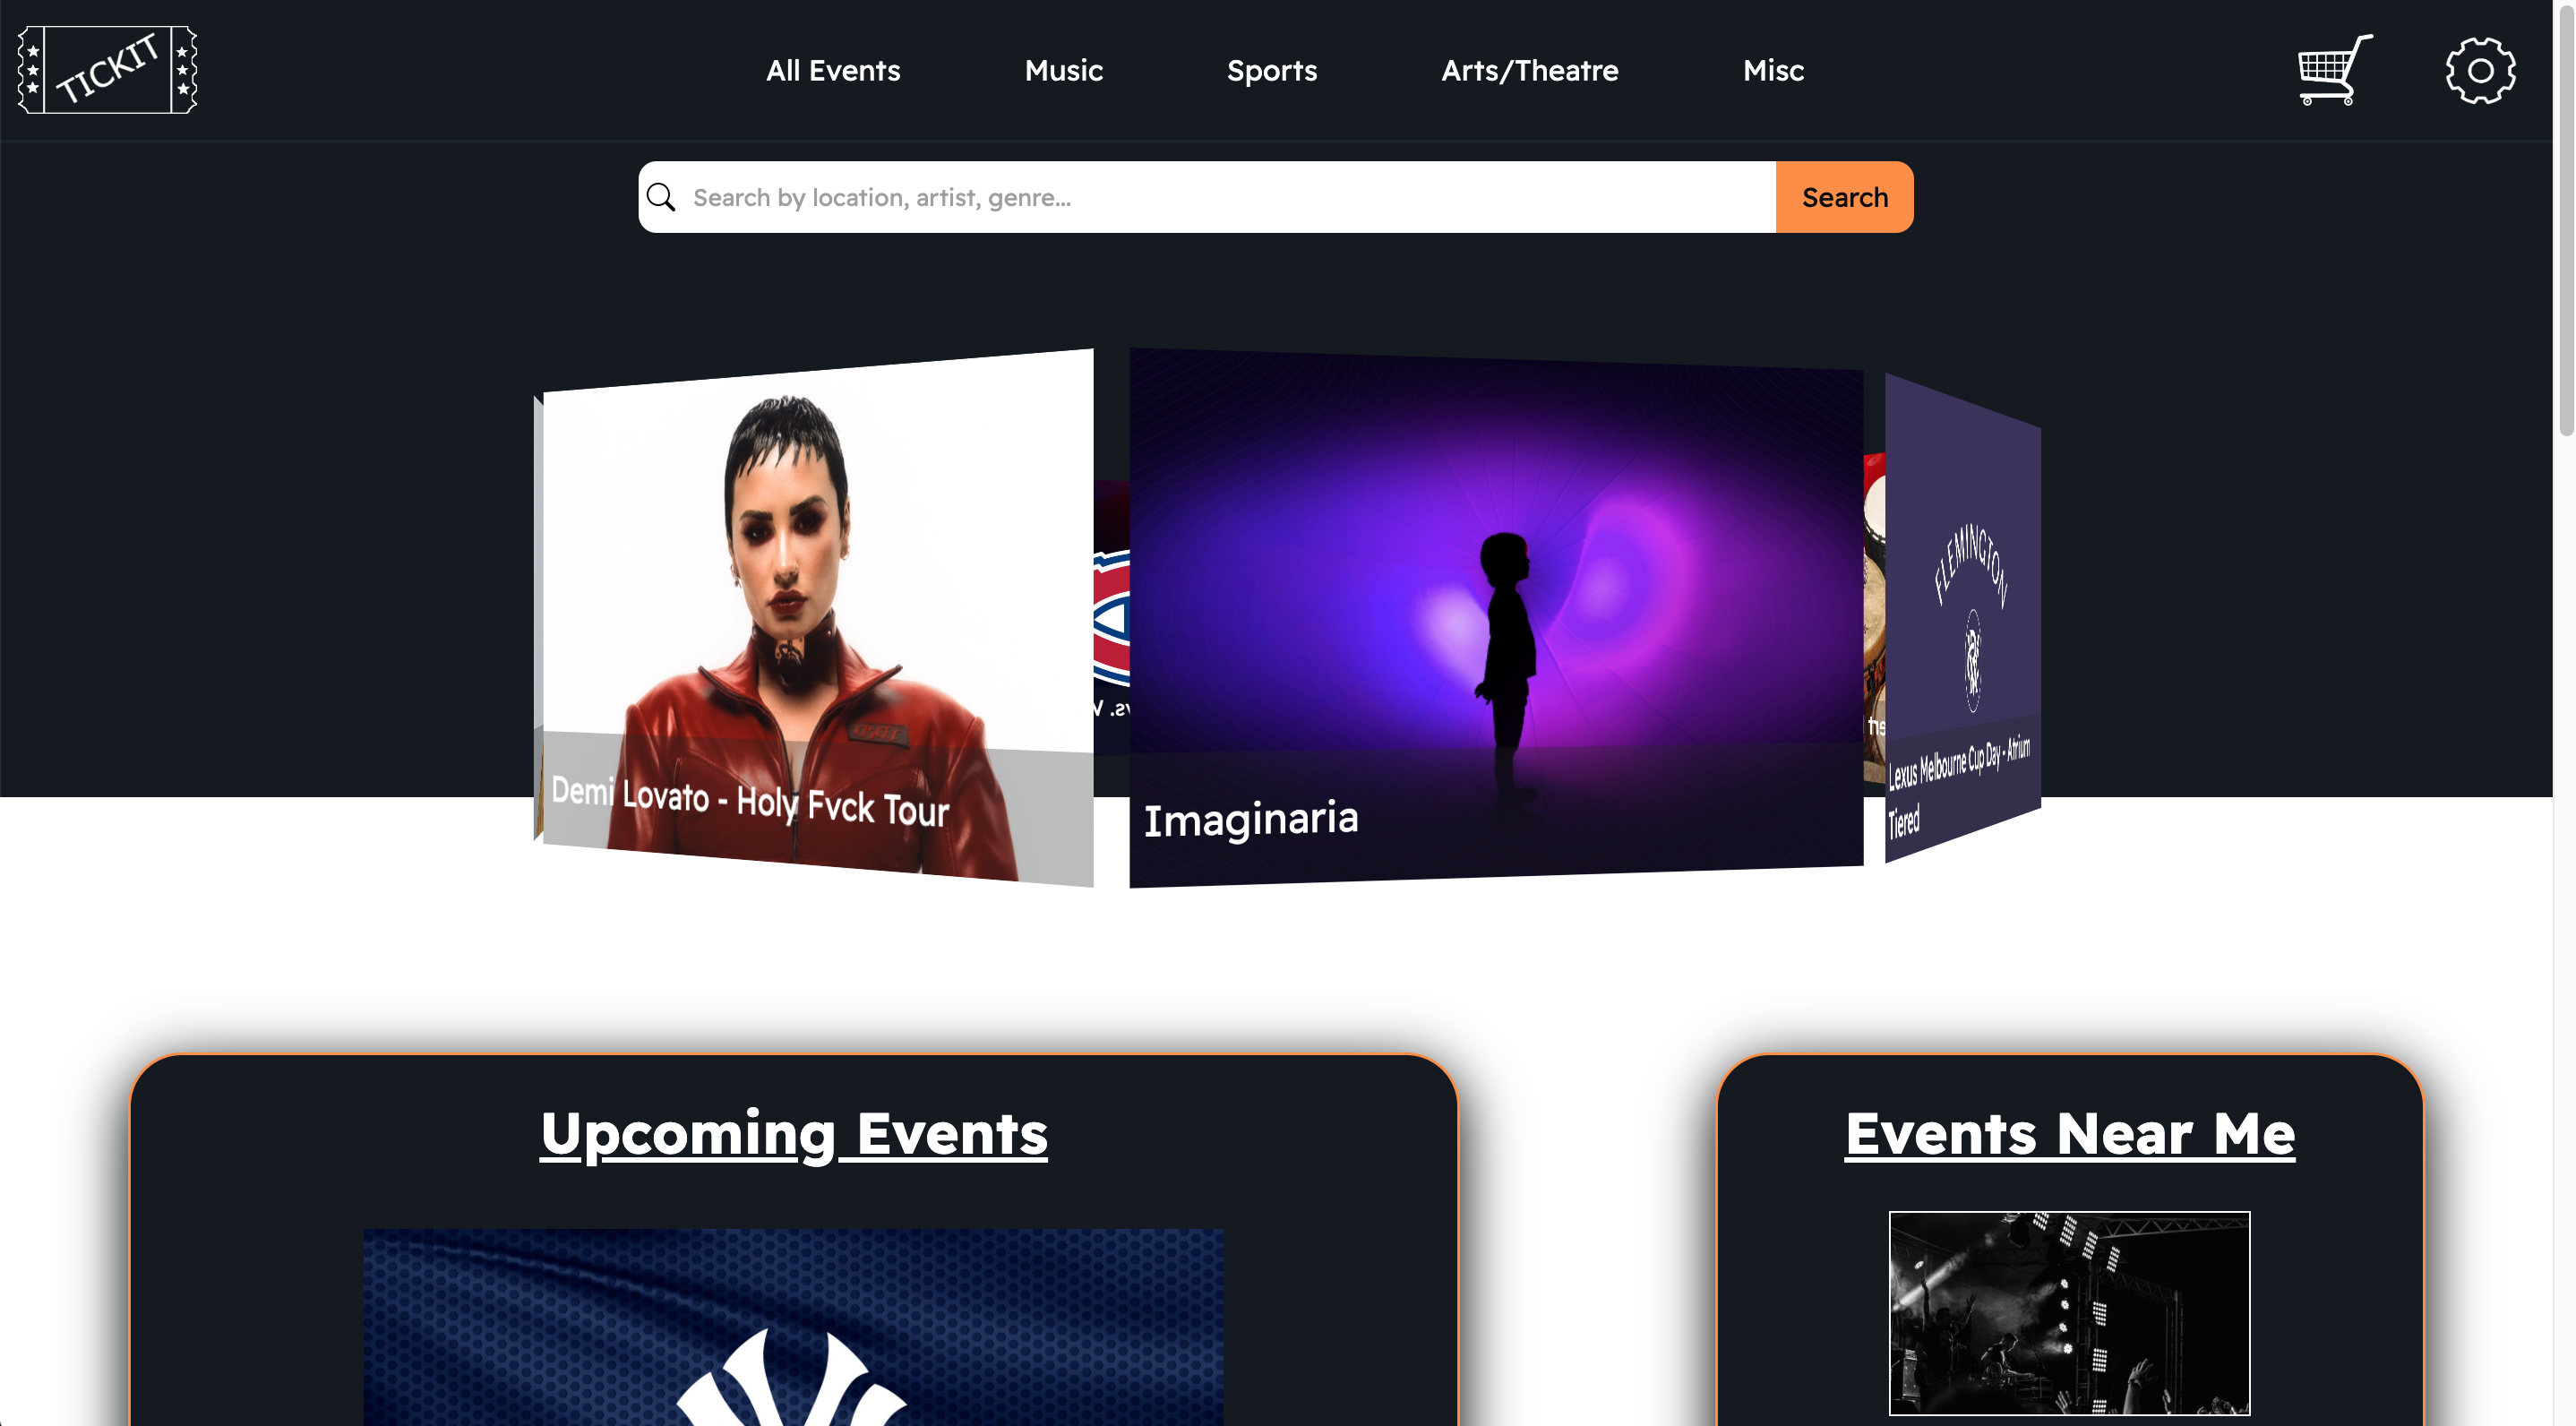 TICKIT
All Events
Music
Sports
Arts/Theatre
Misc
Search by location, artist, genre...
Search
Demi Lovato - Holy Fvck Tour
vs.
Imaginaria
FLEMINGTON
Lexus Melbourne Cup Day - Atrium
Tiered
Upcoming Events
Events Near Me